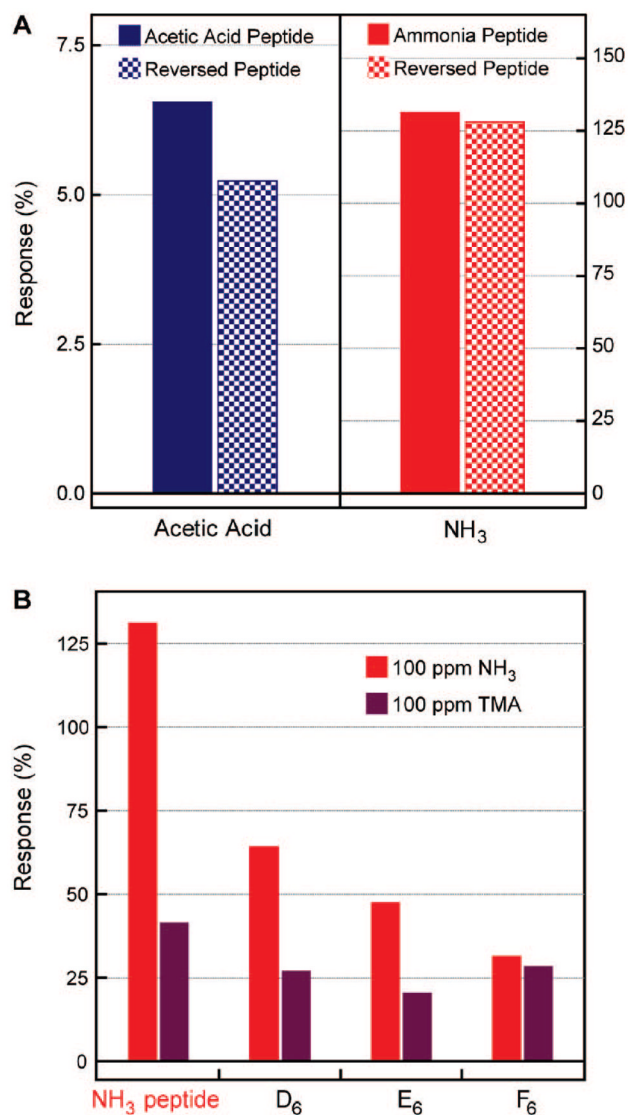 A
Response (%)
7.5
5.0
2.5
0.0
Acetic Acid Peptide
Reversed Peptide
Ammonia Peptide
Reversed Peptide
150
125
100
75
50
25
0
Acetic Acid
NH₃
B
Response (%)
125
100
75
50
25
0
100 ppm NH₃
100 ppm TMA
NH₃ peptide
D₆
E₆
F₆